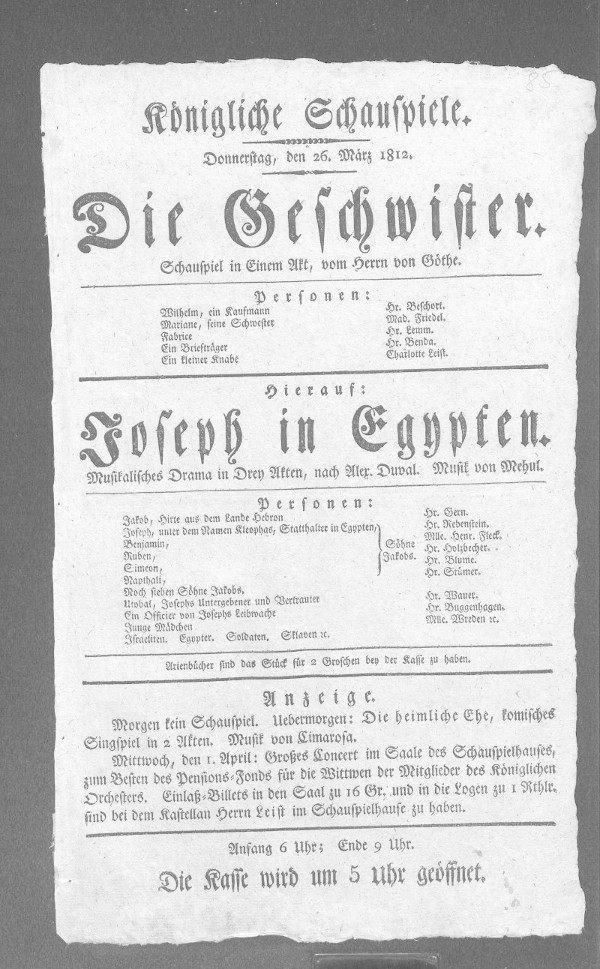 85
Königliche Schauspiele.
Donnerstag, den 26. März 1812.
Die Geschwister.
Schauspiel in Einem Akt, vom Herrn von Göthe.
Personen:
Wilhelm, ein Kaufmann Hr. Beschort.
Mariane, seine Schwester Mad. Friedel.
Fabrice Hr. Lemm.
Ein Briefträger Hr. Benda.
Ein kleiner Knabe Charlotte Leist.
Hierauf:
Joseph in Egypten.
Musikalisches Drama in Drey Akten, nach Alex. Duval. Musik von Mehul.
Personen:
Jakob, Hirte aus dem Lande Hebron Hr. Gern.
Joseph, unter dem Namen Kleophas, Statthalter in Egypten, Hr. Rebenstein.
Benjamin, Söhne Mlle. Henr. Fleck.
Ruben, Jakobs. Hr. Holzbecher.
Simeon, Hr. Blume.
Napthali, Hr. Stümer.
Noch sieben Söhne Jakobs.
Utobal, Josephs Untergebener und Vertrauter Hr. Wauer.
Ein Officier von Josephs Leibwache Hr. Buggenhagen.
Junge Mädchen Mlle. Wreden ꝛc.
Israeliten. Egypter. Soldaten. Sklaven ꝛc.
Arienbücher sind das Stück für 2 Groschen bey der Kasse zu haben.
Anzeige.
Morgen kein Schauspiel. Uebermorgen: Die heimliche Ehe, komisches
Singspiel in 2 Akten. Musik von Cimarosa.
Mittwoch, den 1. April: Großes Concert im Saale des Schauspielhauses,
zum Besten des Pensions-Fonds für die Wittwen der Mitglieder des Königlichen
Orchesters. Einlaß-Billets in den Saal zu 16 Gr. und in die Logen zu 1 Rthlr.
sind bei dem Kastellan Herrn Leist im Schauspielhause zu haben.
Anfang 6 Uhr; Ende 9 Uhr.
Die Kasse wird um 5 Uhr geöffnet.